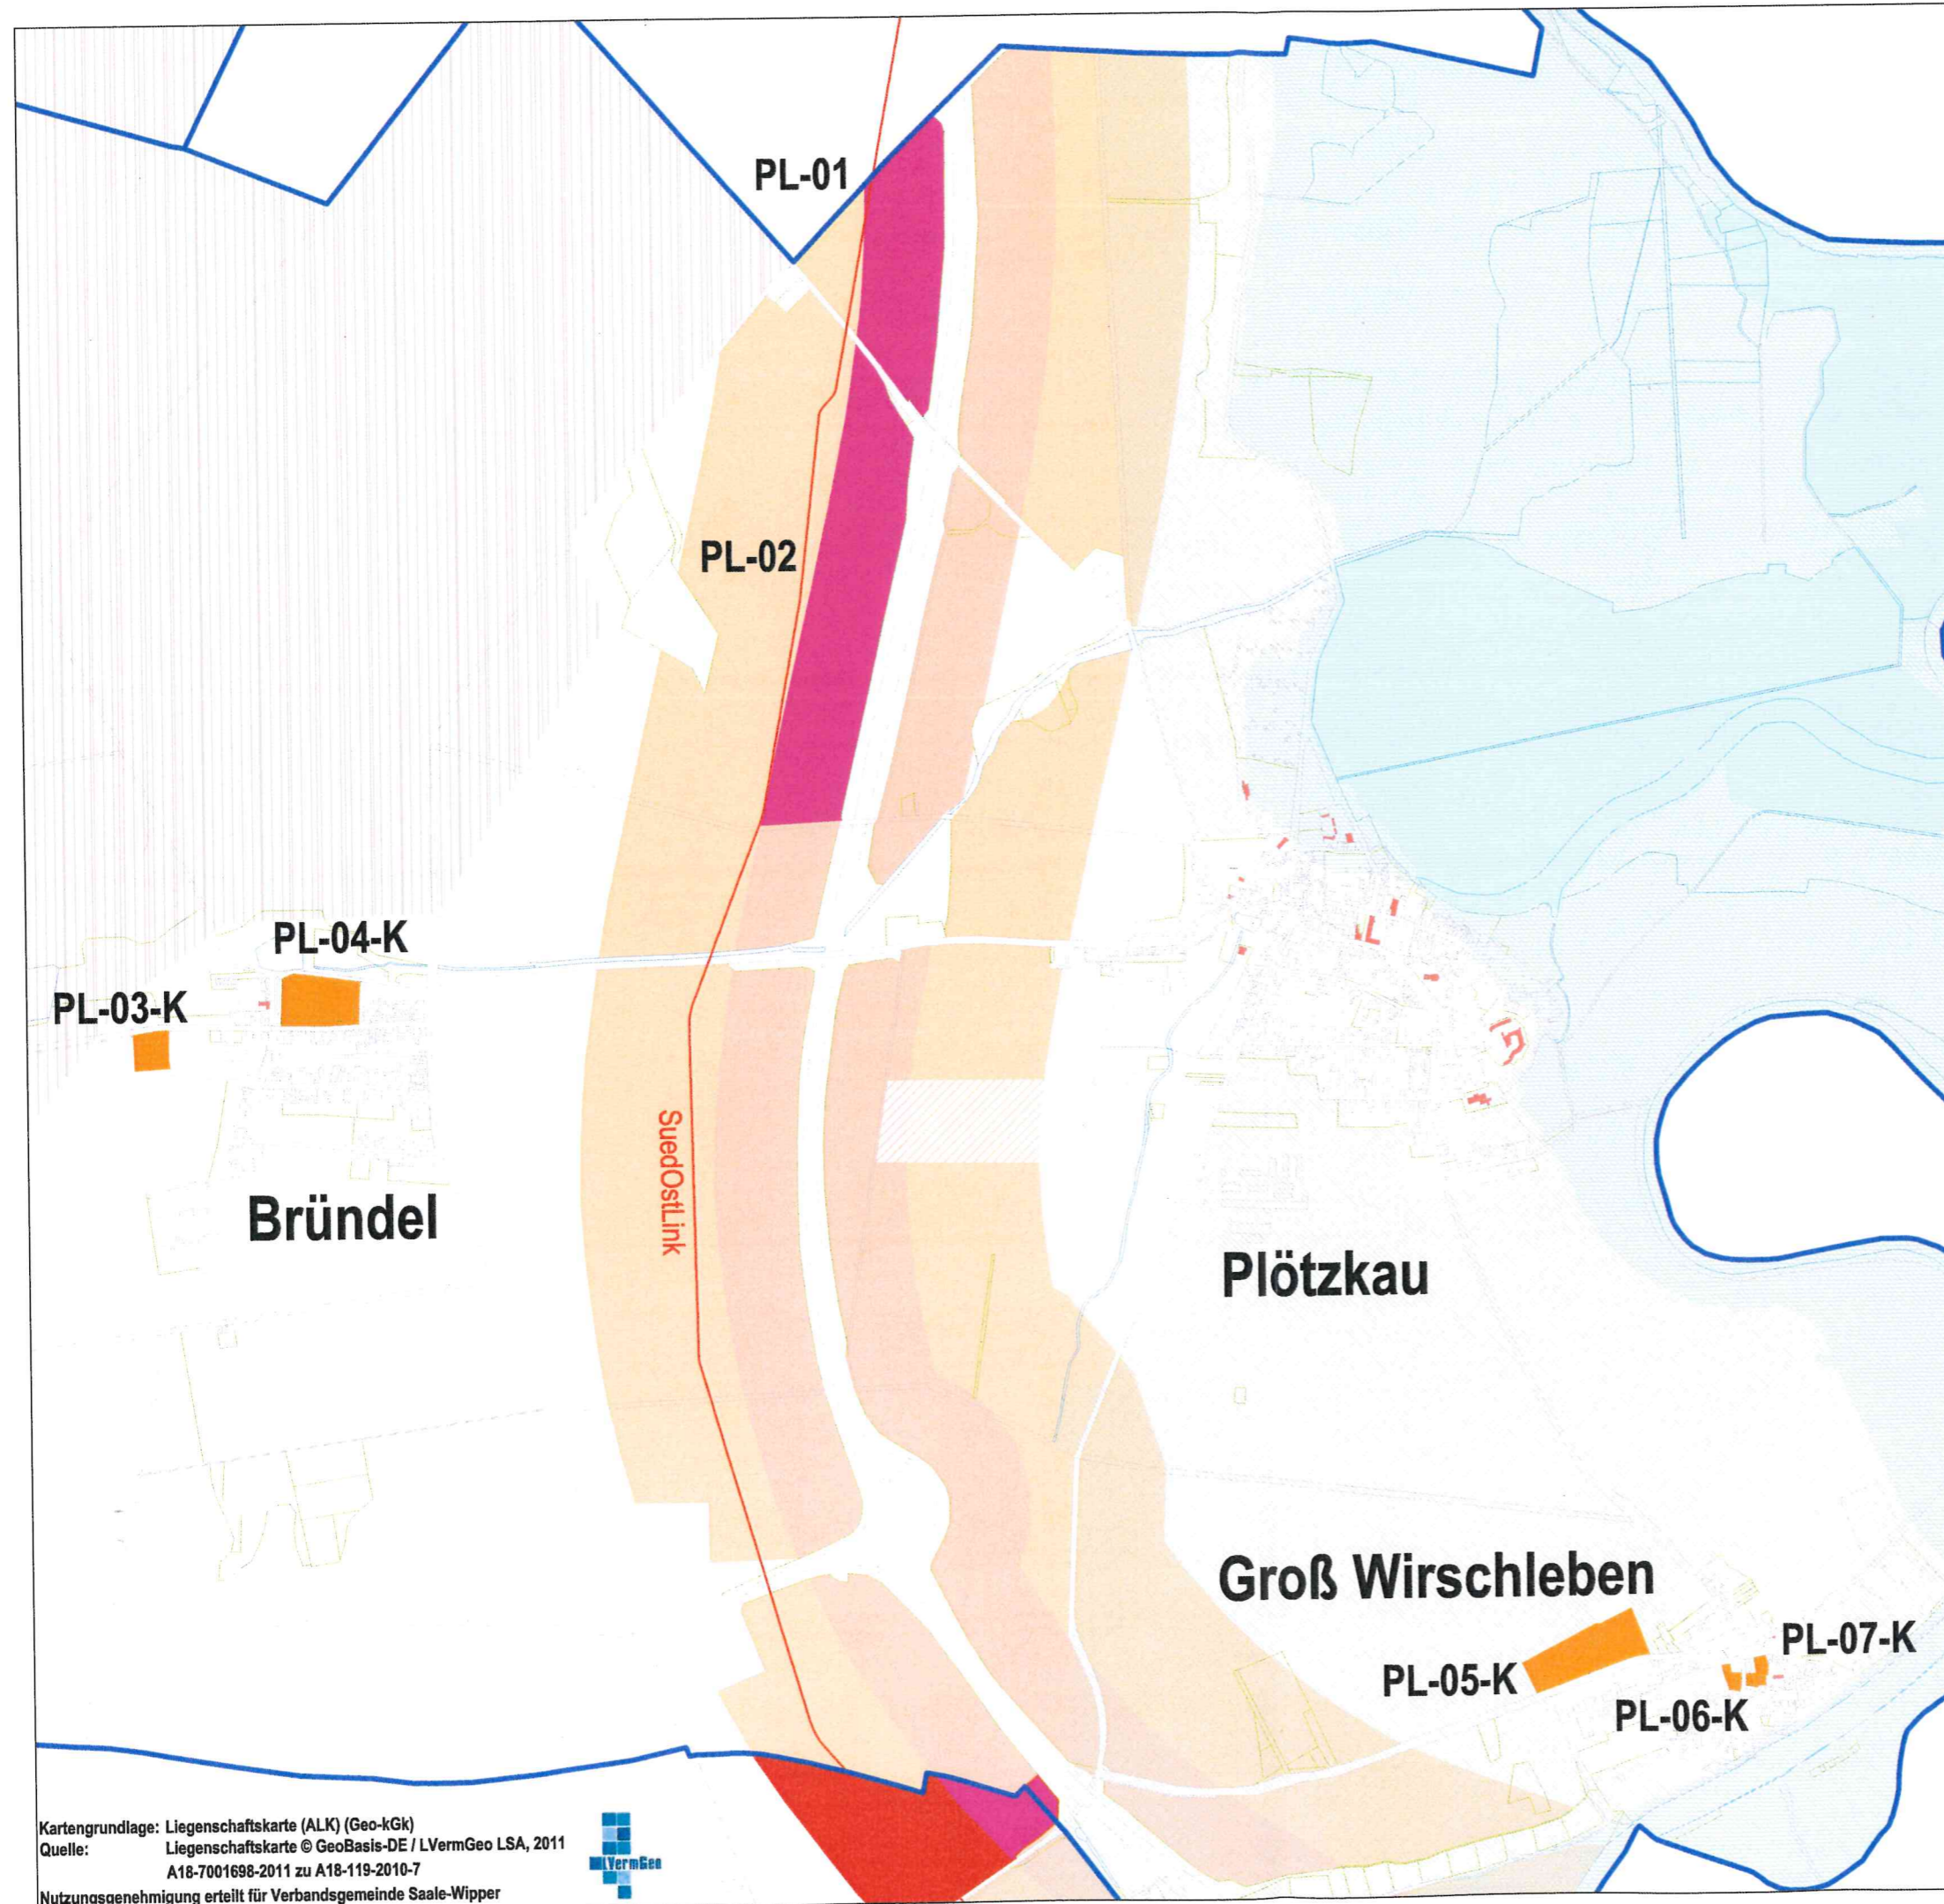 PL-01
PL-02
PL-04-K
PL-03-K
SuedOstLink
Bründel
Plötzkau
Groß Wirschleben
PL-07-K
PL-05-K
PL-06-K
Kartengrundlage: Liegenschaftskarte (ALK) (Geo-kGk)
Quelle: Liegenschaftskarte © GeoBasis-DE / LVermGeo LSA, 2011
A18-7001698-2011 zu A18-119-2010-7
Nutzungsgenehmigung erteilt für Verbandsgemeinde Saale-Wipper
LVermGeo